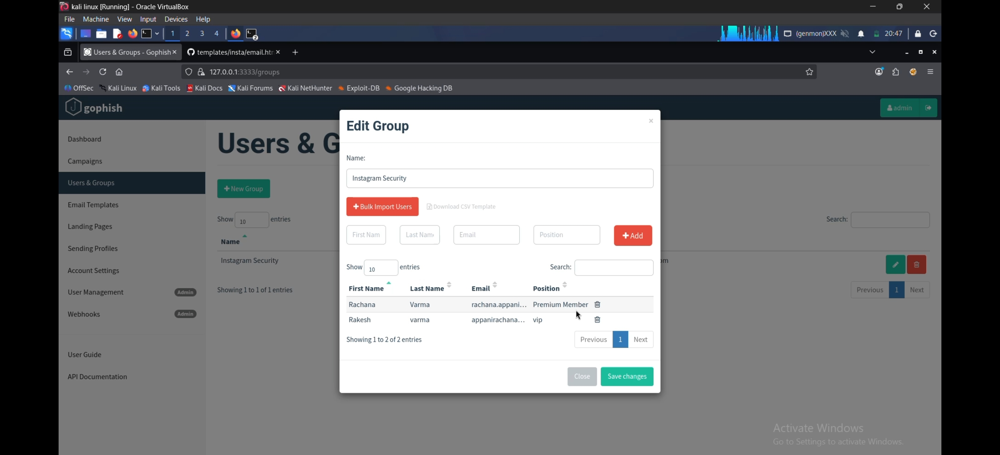 kali linux [Running] - Oracle VirtualBox
File Machine View Input Devices Help
1 2 3 4 2 (genmon)XXX 20:47
Users & Groups - Gophish templates/insta/email.htm
127.0.0.1:3333/groups
OffSec Kali Linux Kali Tools Kali Docs Kali Forums Kali NetHunter Exploit-DB Google Hacking DB
gophish admin
Dashboard
Campaigns
Users & Groups
Email Templates
Landing Pages
Sending Profiles
Account Settings
User Management Admin
Webhooks Admin
User Guide
API Documentation
Users & G
+ New Group
Show 10 entries
Search:
Name
Instagram Security
om
Showing 1 to 1 of 1 entries
Previous 1 Next
Edit Group ×
Name:
Instagram Security
+ Bulk Import Users Download CSV Template
First Nam Last Name Email Position + Add
Show 10 entries Search:
First Name Last Name Email Position
Rachana Varma rachana.appani... Premium Member
Rakesh varma appanirachana... vip
Showing 1 to 2 of 2 entries Previous 1 Next
Close Save changes
Activate Windows
Go to Settings to activate Windows.